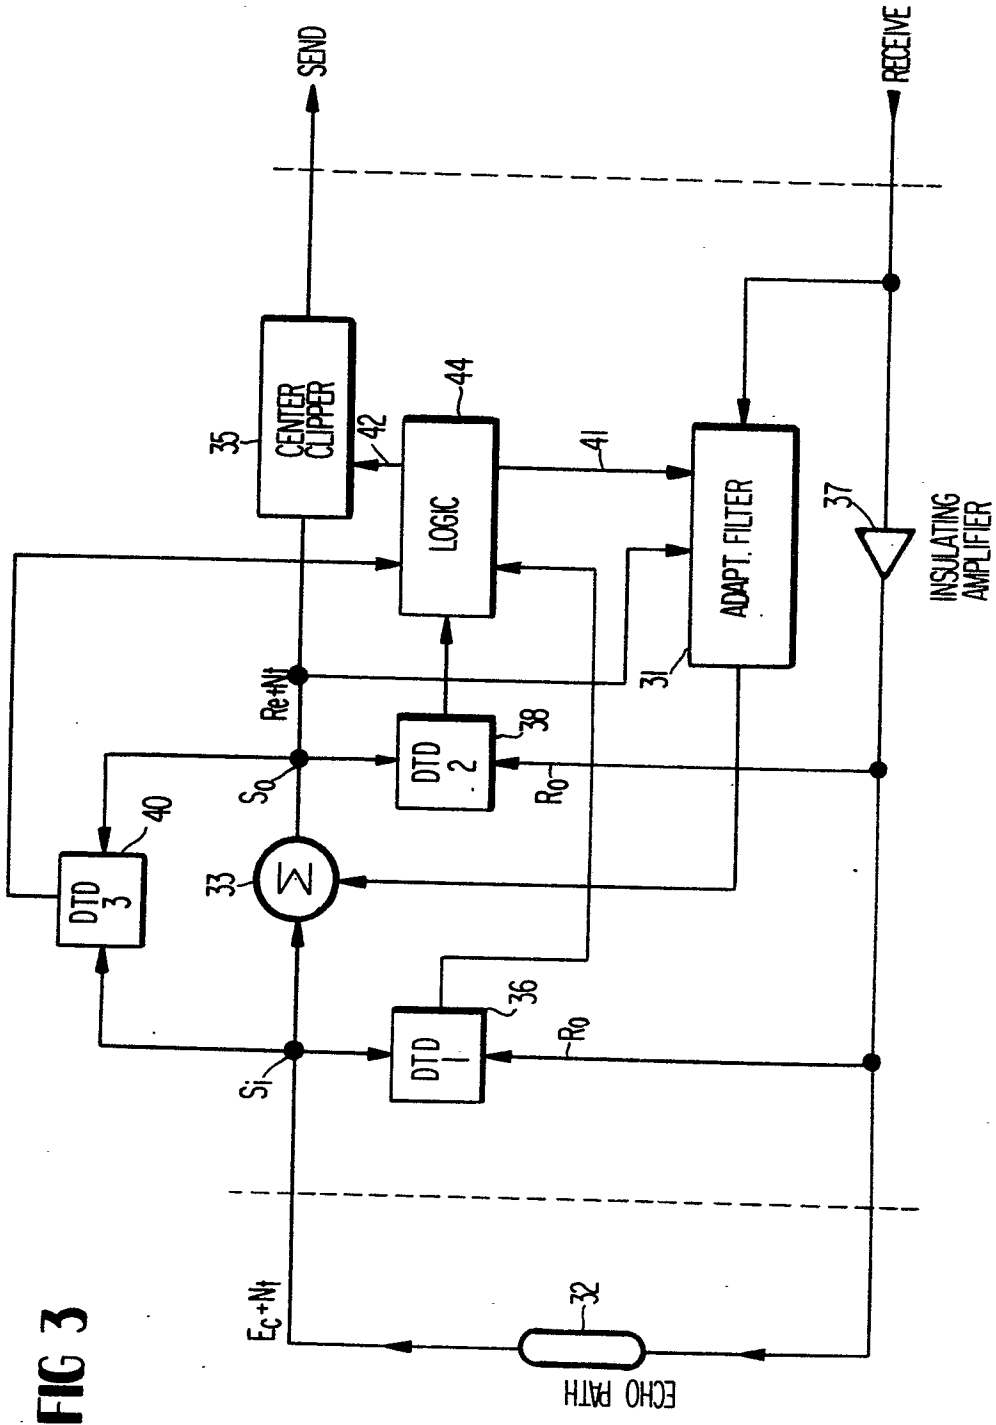 FIG 3
SEND
RECEIVE
35
CENTER
CLIPPER
42
44
LOGIC
41
37
INSULATING
AMPLIFIER
ADAPT. FILTER
31
Re+Nt
S0
38
DTD
2
R0
40
DTD
3
33
Σ
36
DTD
1
R0
Si
Ec+Nt
32
ECHO PATH